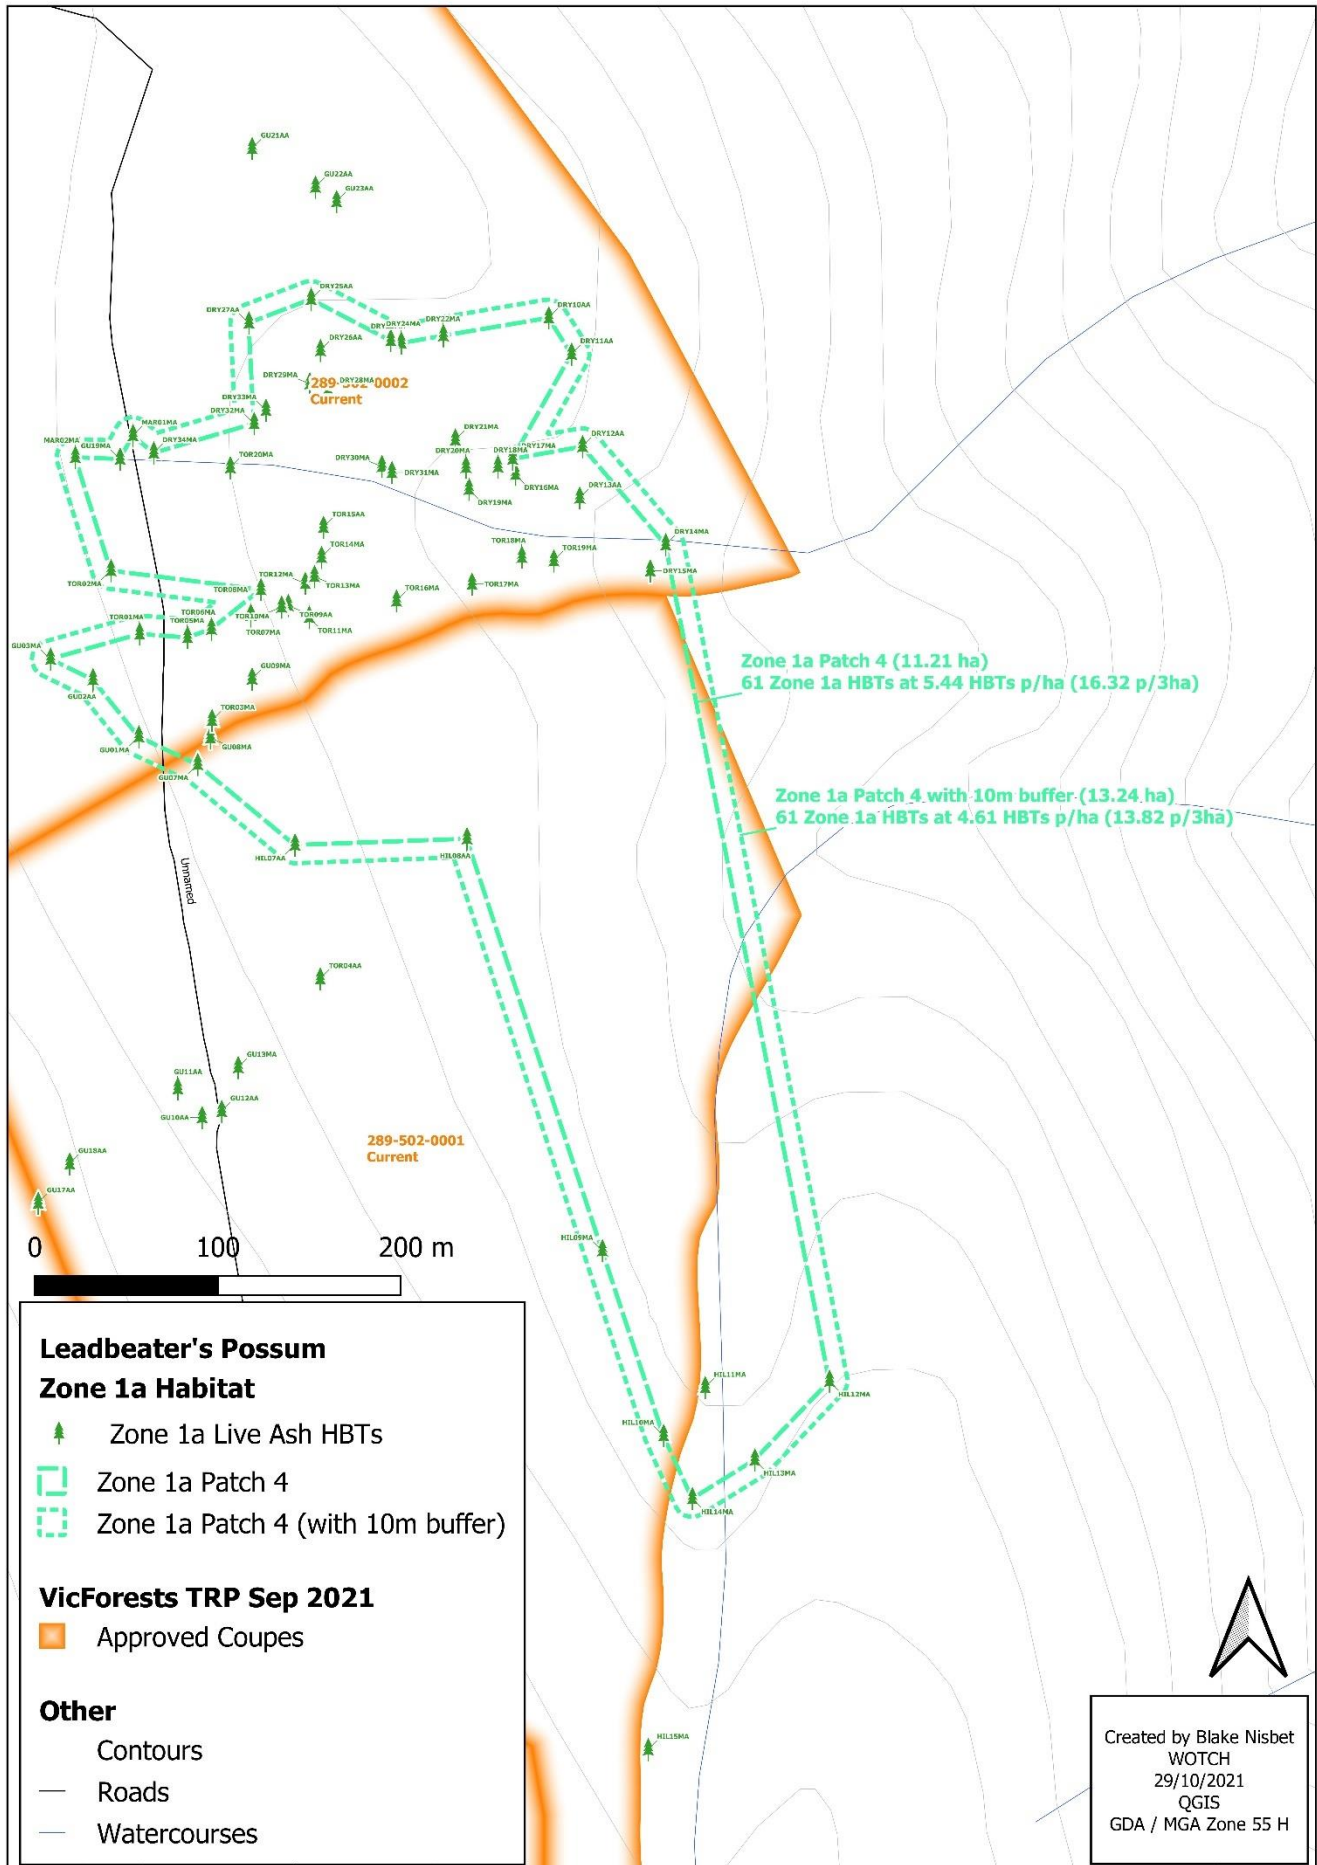 GU21AA
GU22AA
GU23AA
DRY25AA
DRY27AA
DRY10AA
DRY24MA
DRY22MA
DRY11AA
DRY26AA
DRY29MA
DRY28MA
289-502-0002
Current
DRY33MA
DRY32MA
MAR01MA
MAR02MA
GU19MA
DRY34MA
TOR20MA
DRY30MA
DRY31MA
DRY21MA
DRY20MA
DRY18MA
DRY17MA
DRY12AA
DRY16MA
DRY19MA
DRY13AA
TOR15AA
DRY14MA
TOR14MA
TOR18MA
TOR19MA
DRY15MA
TOR02MA
TOR12MA
TOR13MA
TOR08MA
TOR16MA
TOR17MA
TOR01MA
TOR06MA
TOR05MA
TOR10MA
TOR09AA
TOR07MA
TOR11MA
GU03MA
GU02AA
GU09MA
Zone 1a Patch 4 (11.21 ha)
61 Zone 1a HBTs at 5.44 HBTs p/ha (16.32 p/3ha)
TOR03MA
GU01MA
GU08MA
GU07MA
Zone 1a Patch 4 with 10m buffer (13.24 ha)
61 Zone 1a HBTs at 4.61 HBTs p/ha (13.82 p/3ha)
HIL07AA
HIL08AA
Unnamed
TOR04AA
GU13MA
GU11AA
GU12AA
GU10AA
289-502-0001
Current
GU18AA
GU17AA
HIL09MA
0 100 200 m
HIL11MA
HIL12MA
HIL10MA
HIL13MA
HIL14MA
HIL15MA
Leadbeater's Possum
Zone 1a Habitat
Zone 1a Live Ash HBTs
Zone 1a Patch 4
Zone 1a Patch 4 (with 10m buffer)
VicForests TRP Sep 2021
Approved Coupes
Other
Contours
Roads
Watercourses
Created by Blake Nisbet
WOTCH
29/10/2021
QGIS
GDA / MGA Zone 55 H